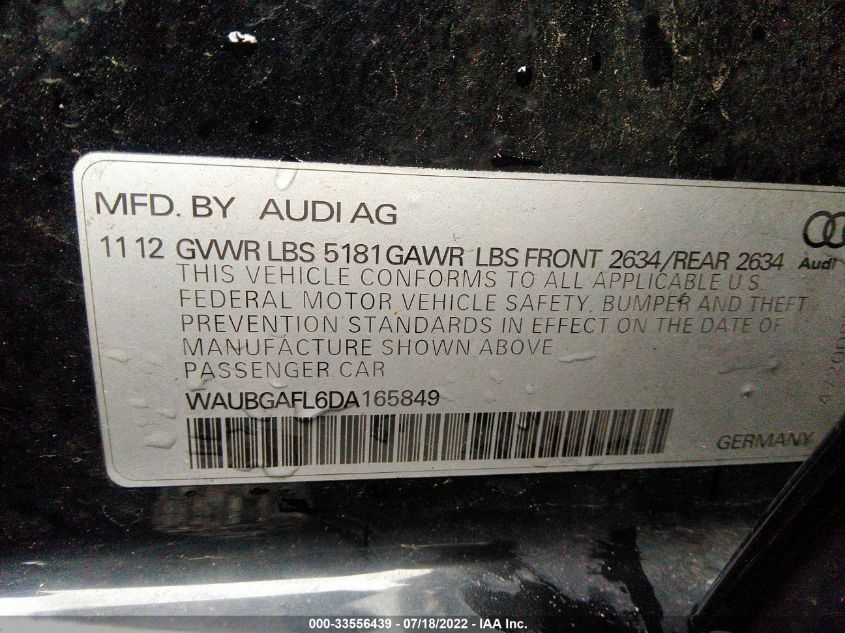 MFD. BY AUDI AG
11 12 GVWR LBS 5181 GAWR LBS FRONT 2634/REAR 2634
Audi
THIS VEHICLE CONFORMS TO ALL APPLICABLE U.S.
FEDERAL MOTOR VEHICLE SAFETY, BUMPER AND THEFT
PREVENTION STANDARDS IN EFFECT ON THE DATE OF
MANUFACTURE SHOWN ABOVE
PASSENGER CAR
WAUBGAFL6DA165849
GERMANY
000-33556439 - 07/18/2022 - IAA Inc.